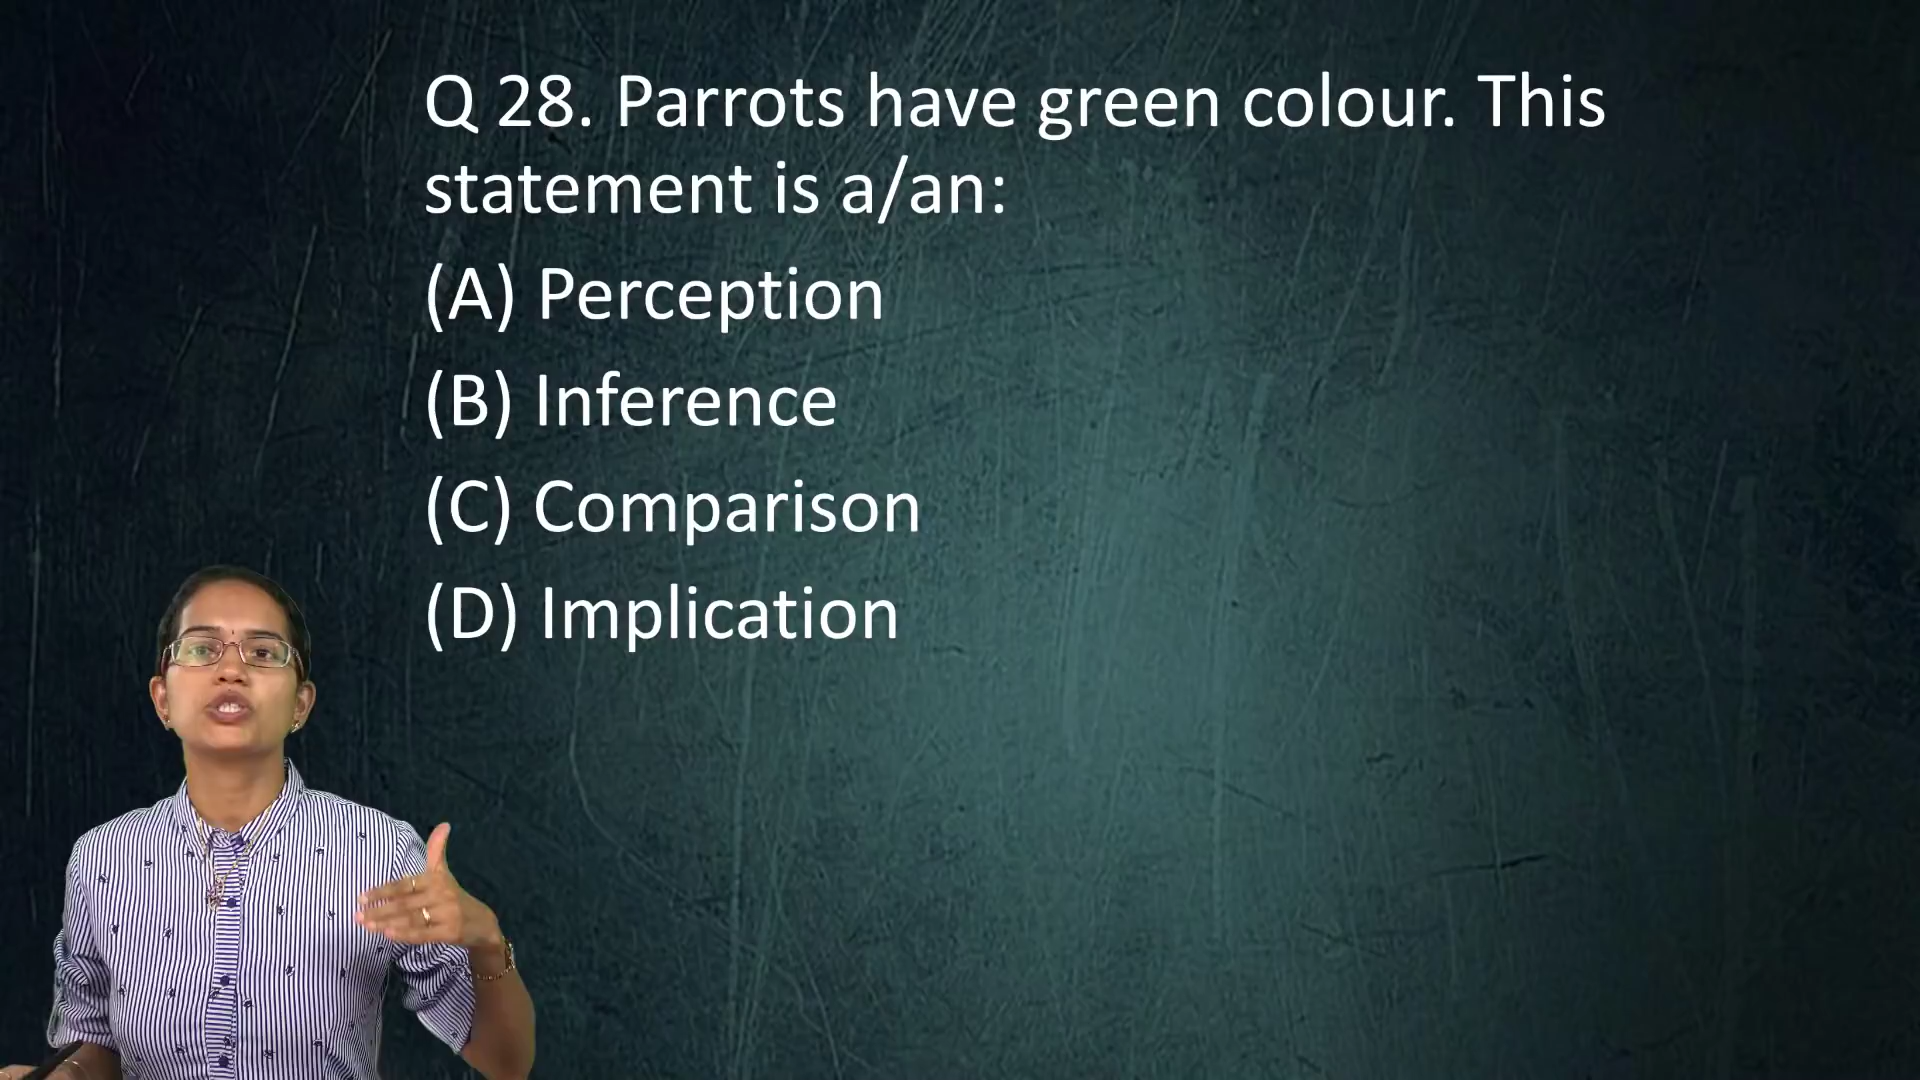 Q 28. Parrots have green colour. This
statement is a/an:
(A) Perception
(B) Inference
(C) Comparison
(D) Implication